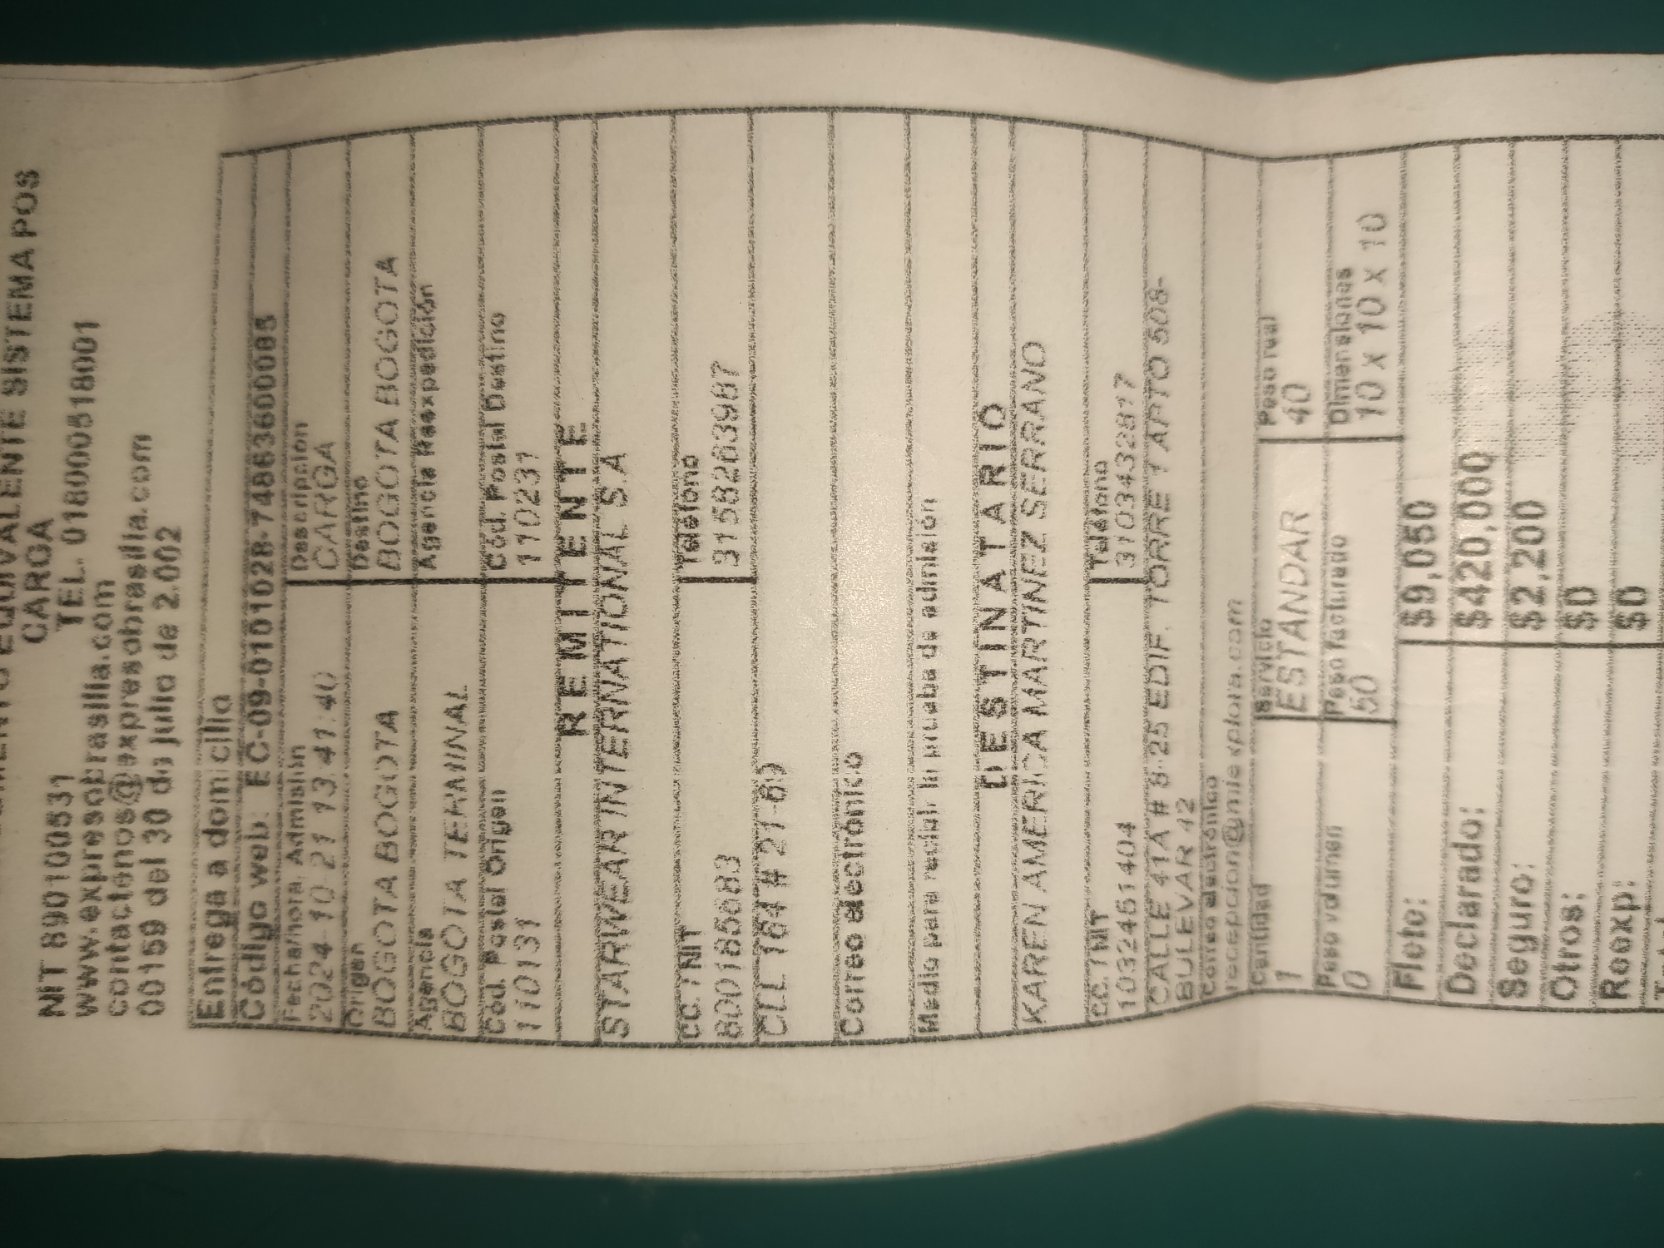 EQUIVALENTE SISTEMA POS
CARGA
NIT 890100531 TEL. 018000518001
www.expresobrasilia.com
contactenos@expresobrasilia.com
00159 del 30 de julio de 2.002
Entrega a domicilio
Código web. EC-09-0101028-7486360008
Fecha/hora Admisión Descripción
2024-10-21 13:41:40 CARGA
Origen Destino
BOGOTA BOGOTA BOGOTA BOGOTA
Agencia Agencia Reexpedición
BOGOTA TERMINAL
Cód. Postal Origen Cód. Postal Destino
110131 110231
REMITENTE
STARWEAR INTERNATIONAL S.A
CC./NIT Teléfono
3158263987
CLL 164 # 21-
Correo electrónico
Medio para recibir la prueba de admisión
DESTINATARIO
KAREN AMERICA MARTINEZ SERRANO
C.C. / NIT Teléfono
1032461404 3103432817
CALLE 41A # 8-25 EDIF. TORRE 1 APTO 508-
BULEVAR 42
Correo electrónico
Cantidad Servicio Peso real
1 ESTANDAR 40
Peso volumen Peso facturado Dimensiones
0 50 10 x 10 x 10
Flete: $9,050
Declarado: $420,000
Seguro: $2,200
Otros: $0
Reexp: $0